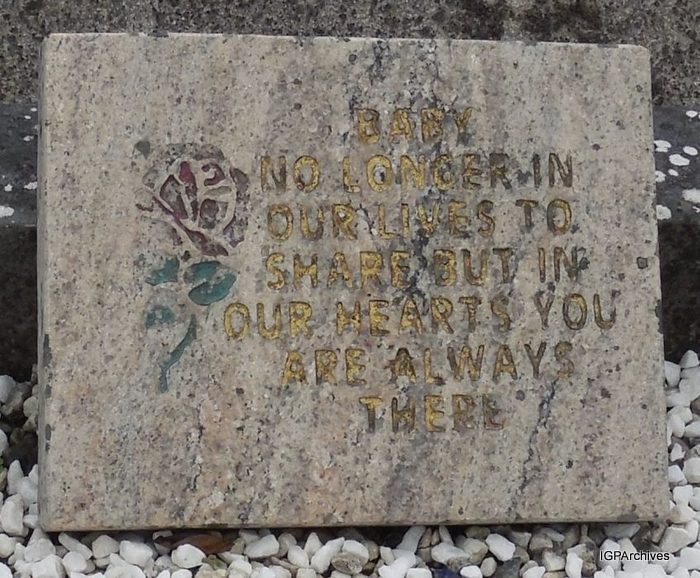 BABY
NO LONGER IN
OUR LIVES TO
SHARE BUT IN
OUR HEARTS YOU
ARE ALWAYS
THERE
IGPArchives